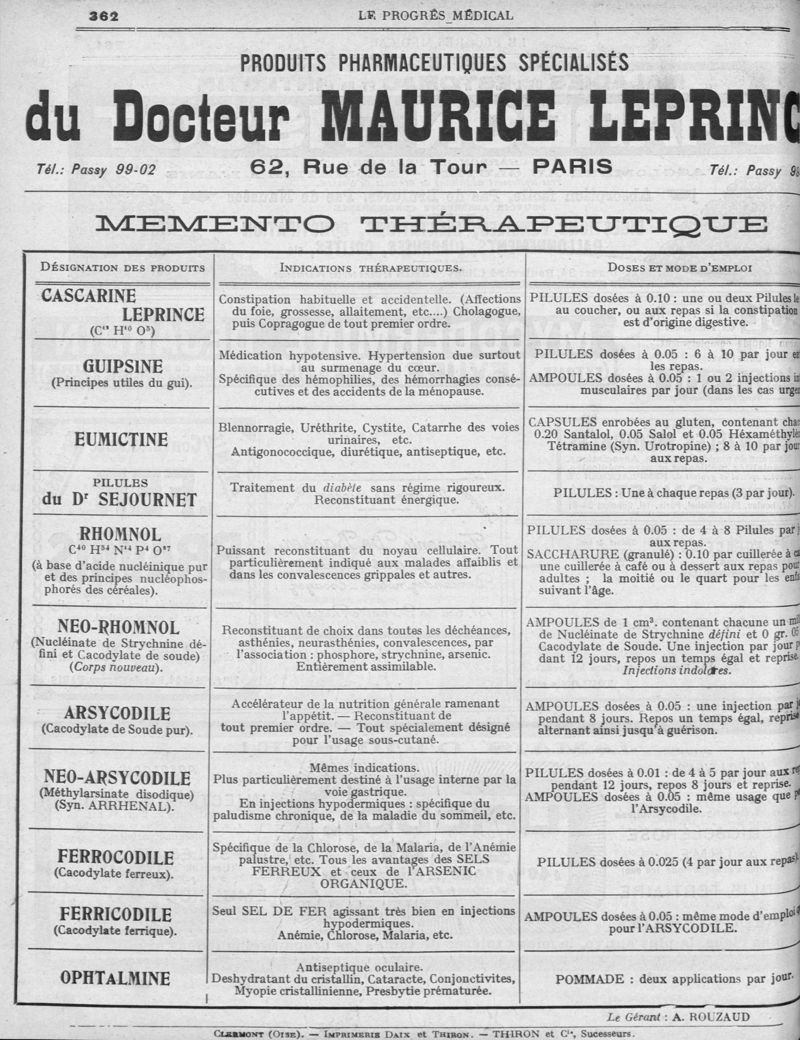 362
LE PROGRÈS MÉDICAL
PRODUITS PHARMACEUTIQUES SPÉCIALISÉS
du Docteur MAURICE LEPRINC
Tél.: Passy 99-02
62, Rue de la Tour — PARIS
Tél.: Passy 9
MEMENTO THÉRAPEUTIQUE
DÉSIGNATION DES PRODUITS
INDICATIONS THÉRAPEUTIQUES.
DOSES ET MODE D'EMPLOI
CASCARINE
LEPRINCE
(C¹² H¹⁰ O⁵)
Constipation habituelle et accidentelle. (Affections
du foie, grossesse, allaitement, etc....) Cholagogue,
puis Copragogue de tout premier ordre.
PILULES dosées à 0.10 : une ou deux Pilules le
au coucher, ou aux repas si la constipation
est d'origine digestive.
GUIPSINE
(Principes utiles du gui).
Médication hypotensive. Hypertension due surtout
au surmenage du cœur.
Spécifique des hémophilies, des hémorrhagies consé-
cutives et des accidents de la ménopause.
PILULES dosées à 0.05 : 6 à 10 par jour
les repas.
AMPOULES dosées à 0.05 : 1 ou 2 injections
musculaires par jour (dans les cas urge
EUMICTINE
Blennorragie, Uréthrite, Cystite, Catarrhe des voies
urinaires, etc.
Antigonococcique, diurétique, antiseptique, etc.
CAPSULES enrobées au gluten, contenant cha
0.20 Santalol, 0.05 Salol et 0.05 Héxaméthylè
Tétramine (Syn. Urotropine) ; 8 à 10 par jou
aux repas.
PILULES
du Dʳ SEJOURNET
Traitement du diabète sans régime rigoureux.
Reconstituant énergique.
PILULES : Une à chaque repas (3 par jour).
RHOMNOL
C⁴⁰ H⁵⁴ N¹⁴ P⁴ O²⁷
(à base d'acide nucléinique pur
et des principes nucléophos-
phorés des céréales).
Puissant reconstituant du noyau cellulaire. Tout
particulièrement indiqué aux malades affaiblis et
dans les convalescences grippales et autres.
PILULES dosées à 0.05 : de 4 à 8 Pilules par
aux repas.
SACCHARURE (granulé) : 0.10 par cuillerée à
une cuillerée à café ou à dessert aux repas pou
adultes ; la moitié ou le quart pour les enf
suivant l'âge.
NEO-RHOMNOL
(Nucléinate de Strychnine dé-
fini et Cacodylate de soude)
(Corps nouveau).
Reconstituant de choix dans toutes les déchéances,
asthénies, neurasthénies, convalescences, par
l'association : phosphore, strychnine, arsenic.
Entièrement assimilable.
AMPOULES de 1 cm³. contenant chacune un
de Nucléinate de Strychnine défini et 0 gr.
Cacodylate de Soude. Une injection par jour
dant 12 jours, repos un temps égal et reprise
Injections indolores.
ARSYCODILE
(Cacodylate de Soude pur).
Accélérateur de la nutrition générale ramenant
l'appétit. — Reconstituant de
tout premier ordre. — Tout spécialement désigné
pour l'usage sous-cutané.
AMPOULES dosées à 0.05 : une injection par
pendant 8 jours. Repos un temps égal, reprise
alternant ainsi jusqu'à guérison.
NEO-ARSYCODILE
(Méthylarsinate disodique)
(Syn. ARRHENAL).
Mêmes indications.
Plus particulièrement destiné à l'usage interne par la
voie gastrique.
En injections hypodermiques : spécifique du
paludisme chronique, de la maladie du sommeil, etc.
PILULES dosées à 0.01 : de 4 à 5 par jour aux
pendant 12 jours, repos 8 jours et reprise.
AMPOULES dosées à 0.05 : même usage que
l'Arsycodile.
FERROCODILE
(Cacodylate ferreux).
Spécifique de la Chlorose, de la Malaria, de l'Anémie
palustre, etc. Tous les avantages des SELS
FERREUX et ceux de l'ARSENIC
ORGANIQUE.
PILULES dosées à 0.025 (4 par jour aux repas).
FERRICODILE
(Cacodylate ferrique).
Seul SEL DE FER agissant très bien en injections
hypodermiques.
Anémie, Chlorose, Malaria, etc.
AMPOULES dosées à 0.05 : même mode d'emploi
pour l'ARSYCODILE.
OPHTALMINE
Antiseptique oculaire.
Deshydratant du cristallin, Cataracte, Conjonctivites,
Myopie cristallinienne, Presbytie prématurée.
POMMADE : deux applications par jour.
Le Gérant : A. ROUZAUD
CLERMONT (OISE). — IMPRIMERIE DAIX ET THIRON. — THIRON et Cⁱᵉ, Sucesseurs.